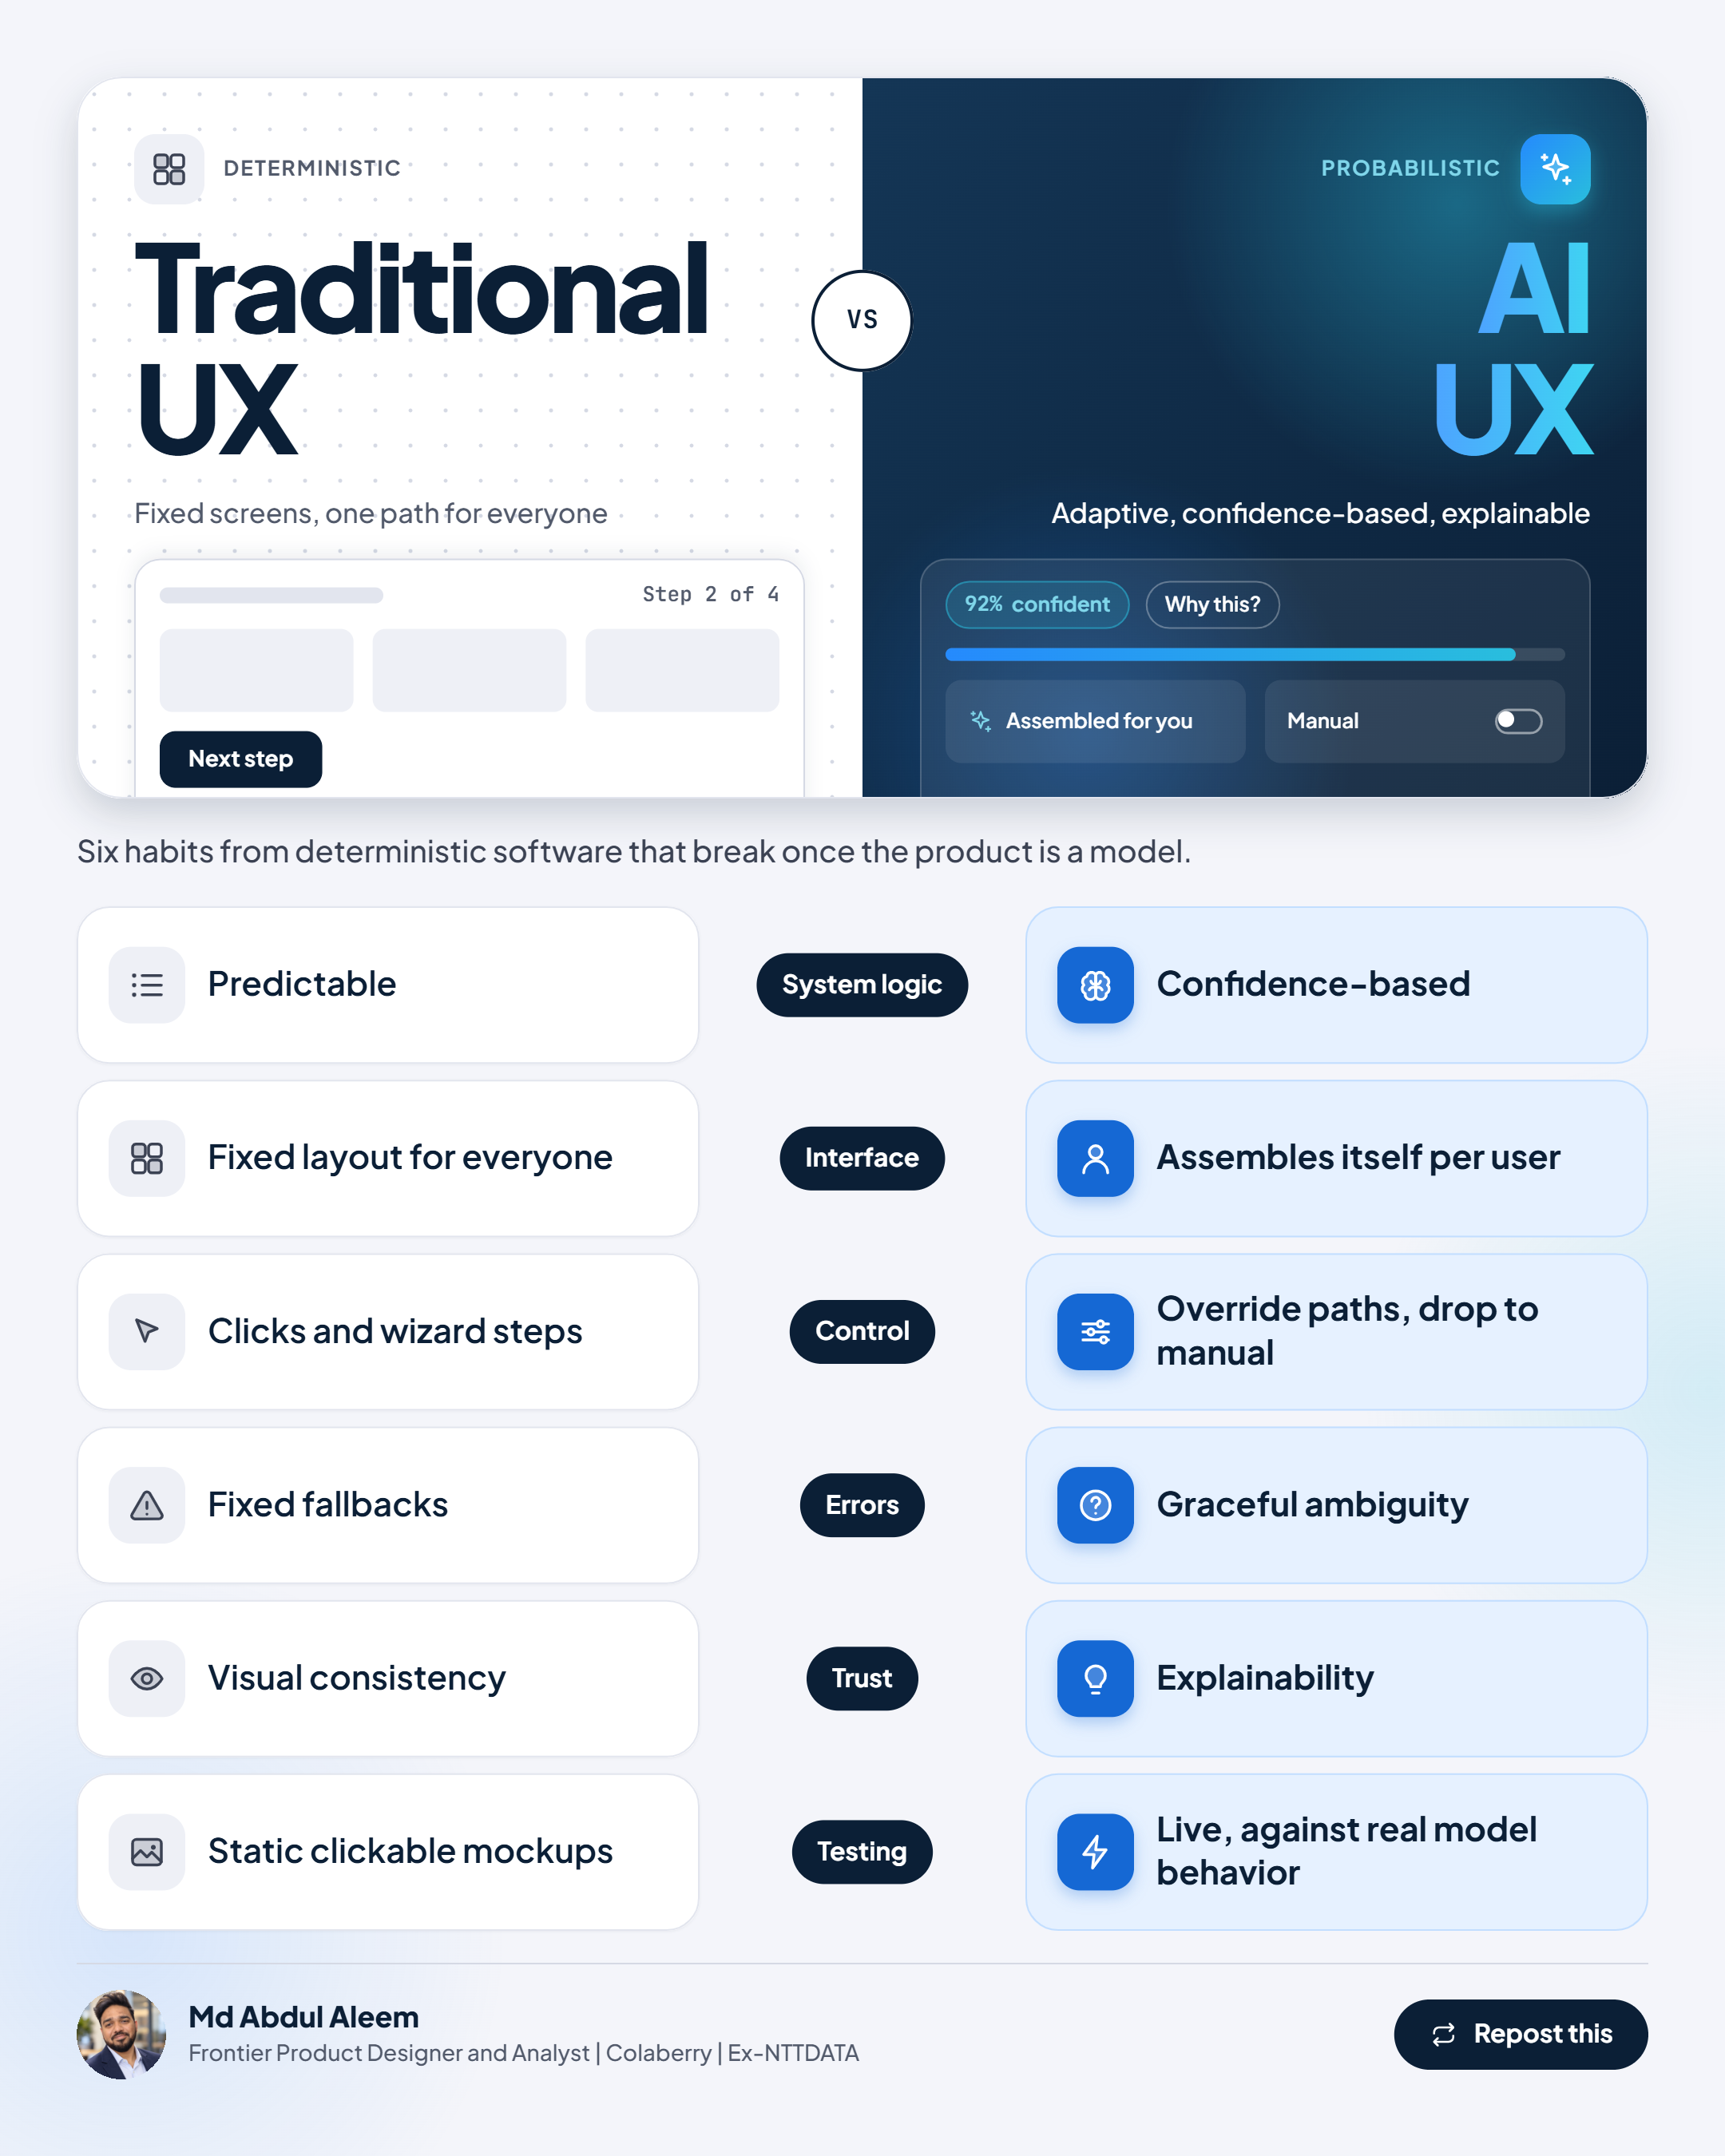 DETERMINISTIC
Traditional
UX
Fixed screens, one path for everyone
Step 2 of 4
Next step
VS
PROBABILISTIC
AI
UX
Adaptive, confidence-based, explainable
92% confident
Why this?
Assembled for you
Manual
Six habits from deterministic software that break once the product is a model.
Predictable
System logic
Confidence-based
Fixed layout for everyone
Interface
Assembles itself per user
Clicks and wizard steps
Control
Override paths, drop to
manual
Fixed fallbacks
Errors
Graceful ambiguity
Visual consistency
Trust
Explainability
Static clickable mockups
Testing
Live, against real model
behavior
Md Abdul Aleem
Frontier Product Designer and Analyst | Colaberry | Ex-NTTDATA
Repost this